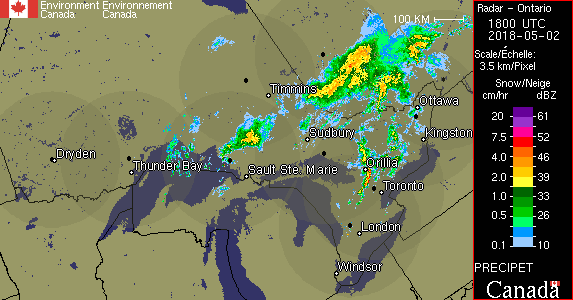 Environment Environnement
Canada Canada
100 KM
Timmins
Ottawa
Sudbury
Kingston
Dryden
Thunder Bay
Sault Ste. Marie
Orillia
Toronto
London
Windsor
Radar - Ontario
1800 UTC
2018-05-02
Scale/Échelle:
3.5 km/Pixel
Snow/Neige
cm/hr dBZ
20 61
7.5 52
4.0 46
2.0 39
1.0 33
0.5 26
0.1 10
PRECIPET
Canada